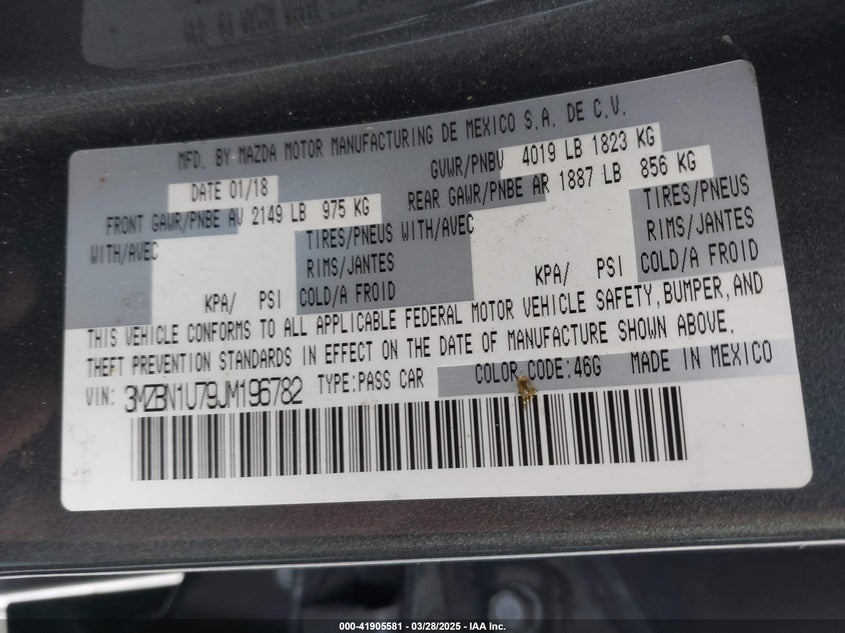 MFD. BY MAZDA MOTOR MANUFACTURING DE MEXICO S.A. DE C.V.
DATE 01/18
GVWR/PNBV 4019 LB 1823 KG
FRONT GAWR/PNBE AV 2149 LB 975 KG
REAR GAWR/PNBE AR 1887 LB 856 KG
WITH/AVEC
TIRES/PNEUS
RIMS/JANTES
KPA/ PSI COLD/A FROID
WITH/AVEC
TIRES/PNEUS
RIMS/JANTES
KPA/ PSI COLD/A FROID
THIS VEHICLE CONFORMS TO ALL APPLICABLE FEDERAL MOTOR VEHICLE SAFETY, BUMPER, AND
THEFT PREVENTION STANDARDS IN EFFECT ON THE DATE OF MANUFACTURE SHOWN ABOVE.
VIN: 3MZBN1U79JM196782 TYPE:PASS CAR COLOR CODE:46G MADE IN MEXICO
000-41905581 | 03/28/2025 - IAA Inc.